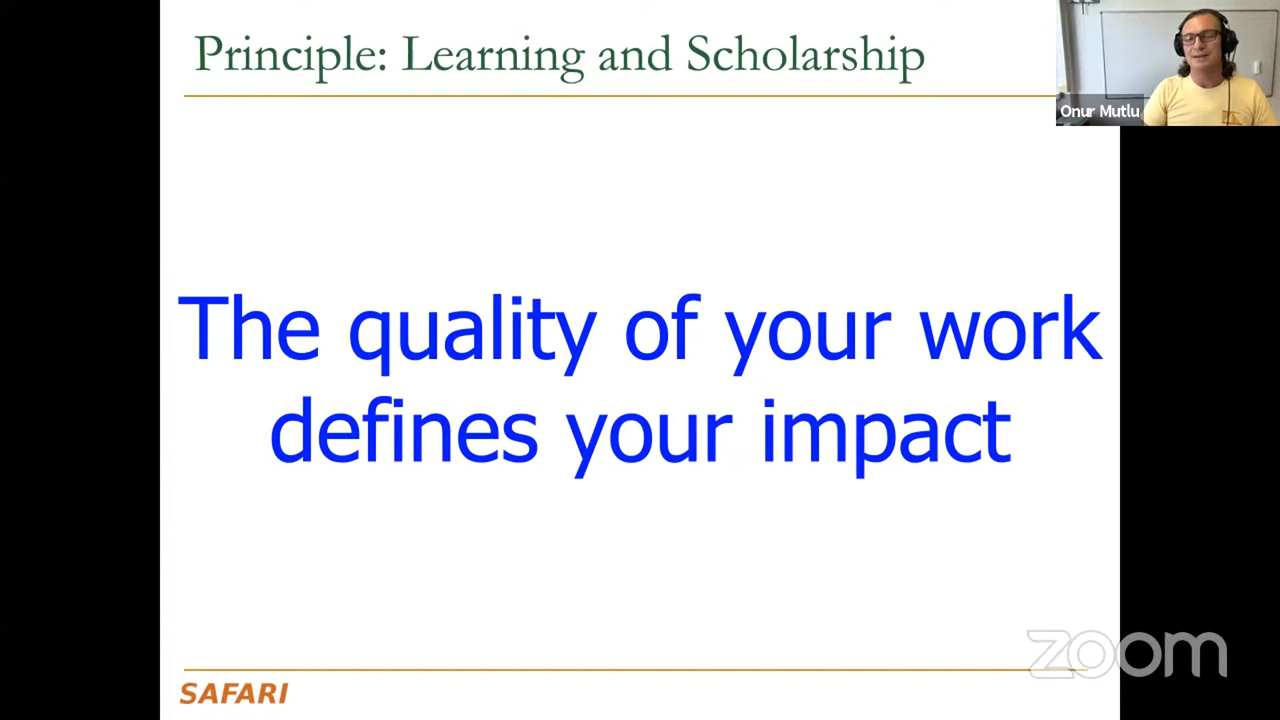 Principle: Learning and Scholarship
Onur Mutlu
The quality of your work
defines your impact
zoom
SAFARI